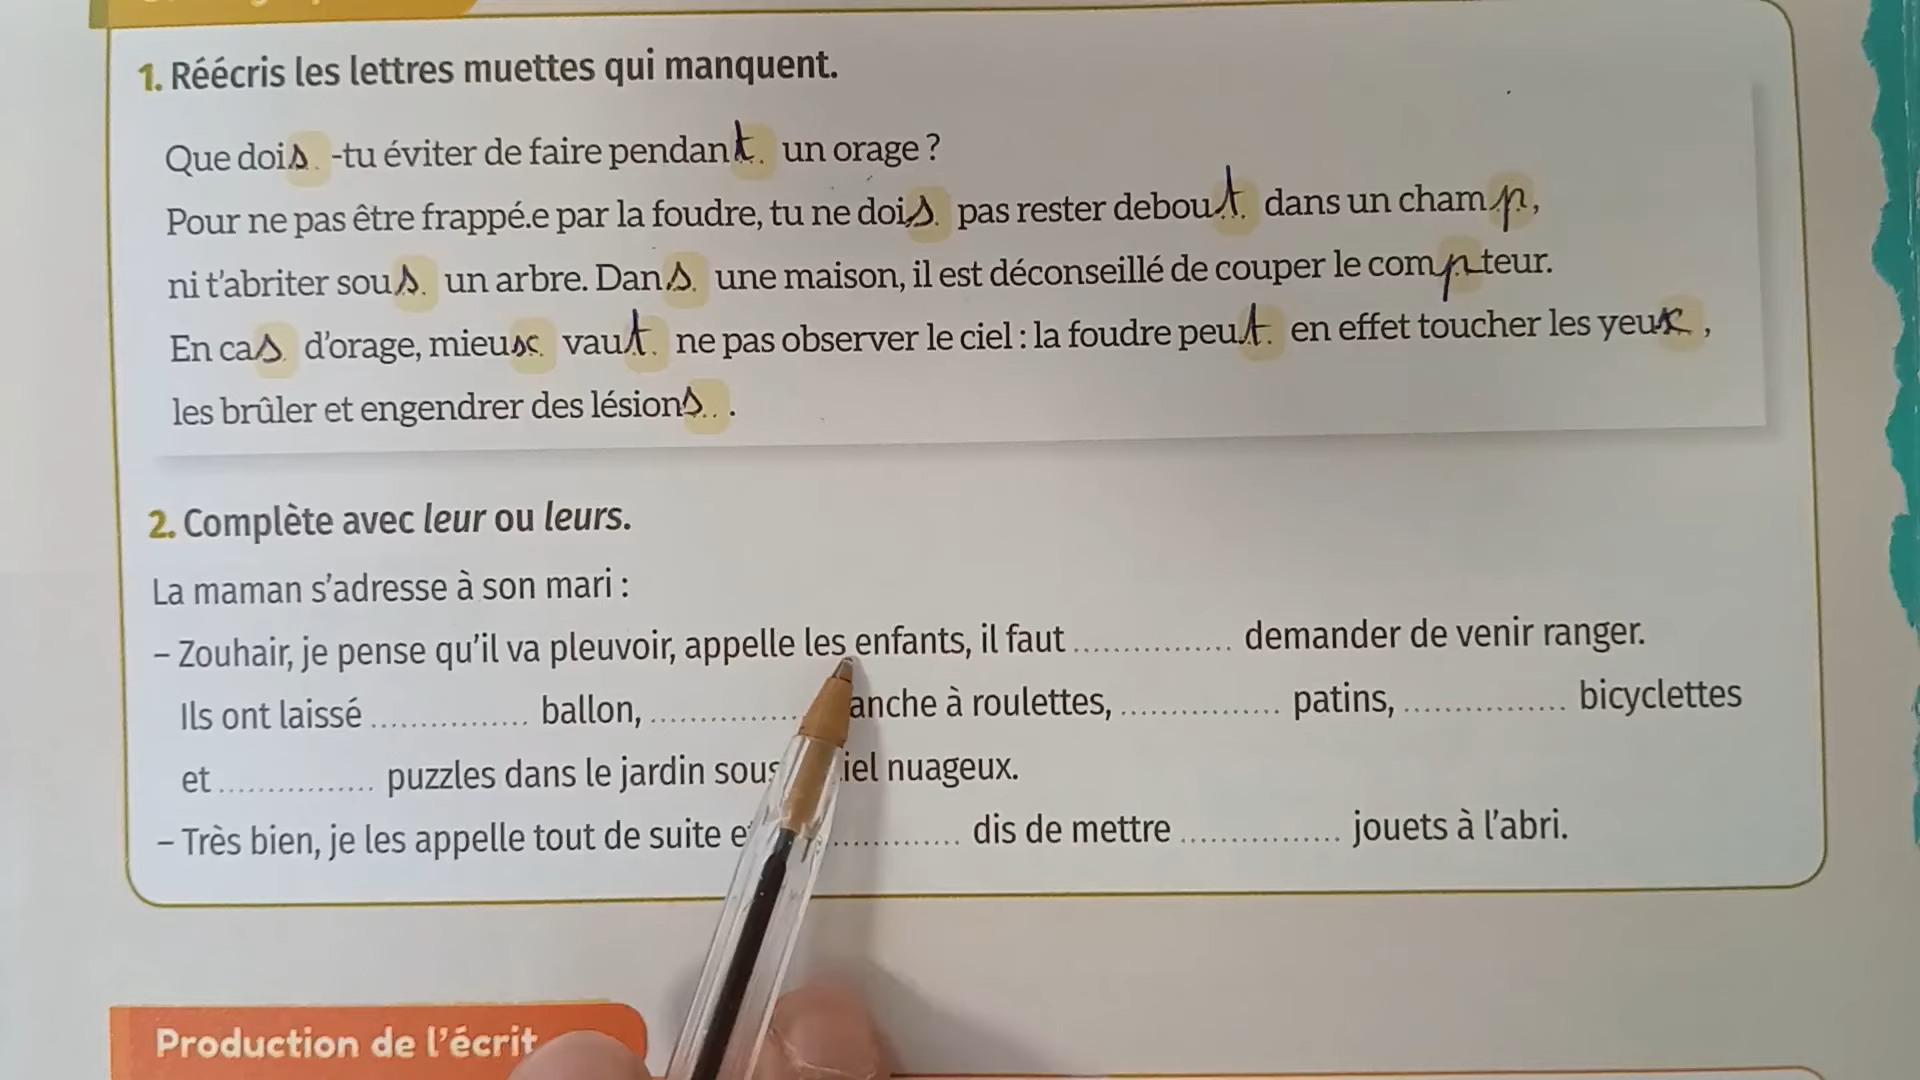 1. Réécris les lettres muettes qui manquent.
Que dois. -tu éviter de faire pendant. un orage ?
Pour ne pas être frappé.e par la foudre, tu ne dois. pas rester debout. dans un champ.,
ni t'abriter sous. un arbre. Dans. une maison, il est déconseillé de couper le compteur.
En cas. d'orage, mieux. vaut. ne pas observer le ciel : la foudre peut. en effet toucher les yeux.,
les brûler et engendrer des lésions.. .
2. Complète avec leur ou leurs.
La maman s'adresse à son mari :
– Zouhair, je pense qu'il va pleuvoir, appelle les enfants, il faut ................ demander de venir ranger.
Ils ont laissé ................ ballon, ................ anche à roulettes, ................ patins, ................ bicyclettes
et ................ puzzles dans le jardin sous iel nuageux.
– Très bien, je les appelle tout de suite e ............. dis de mettre ................ jouets à l'abri.
Production de l'écrit